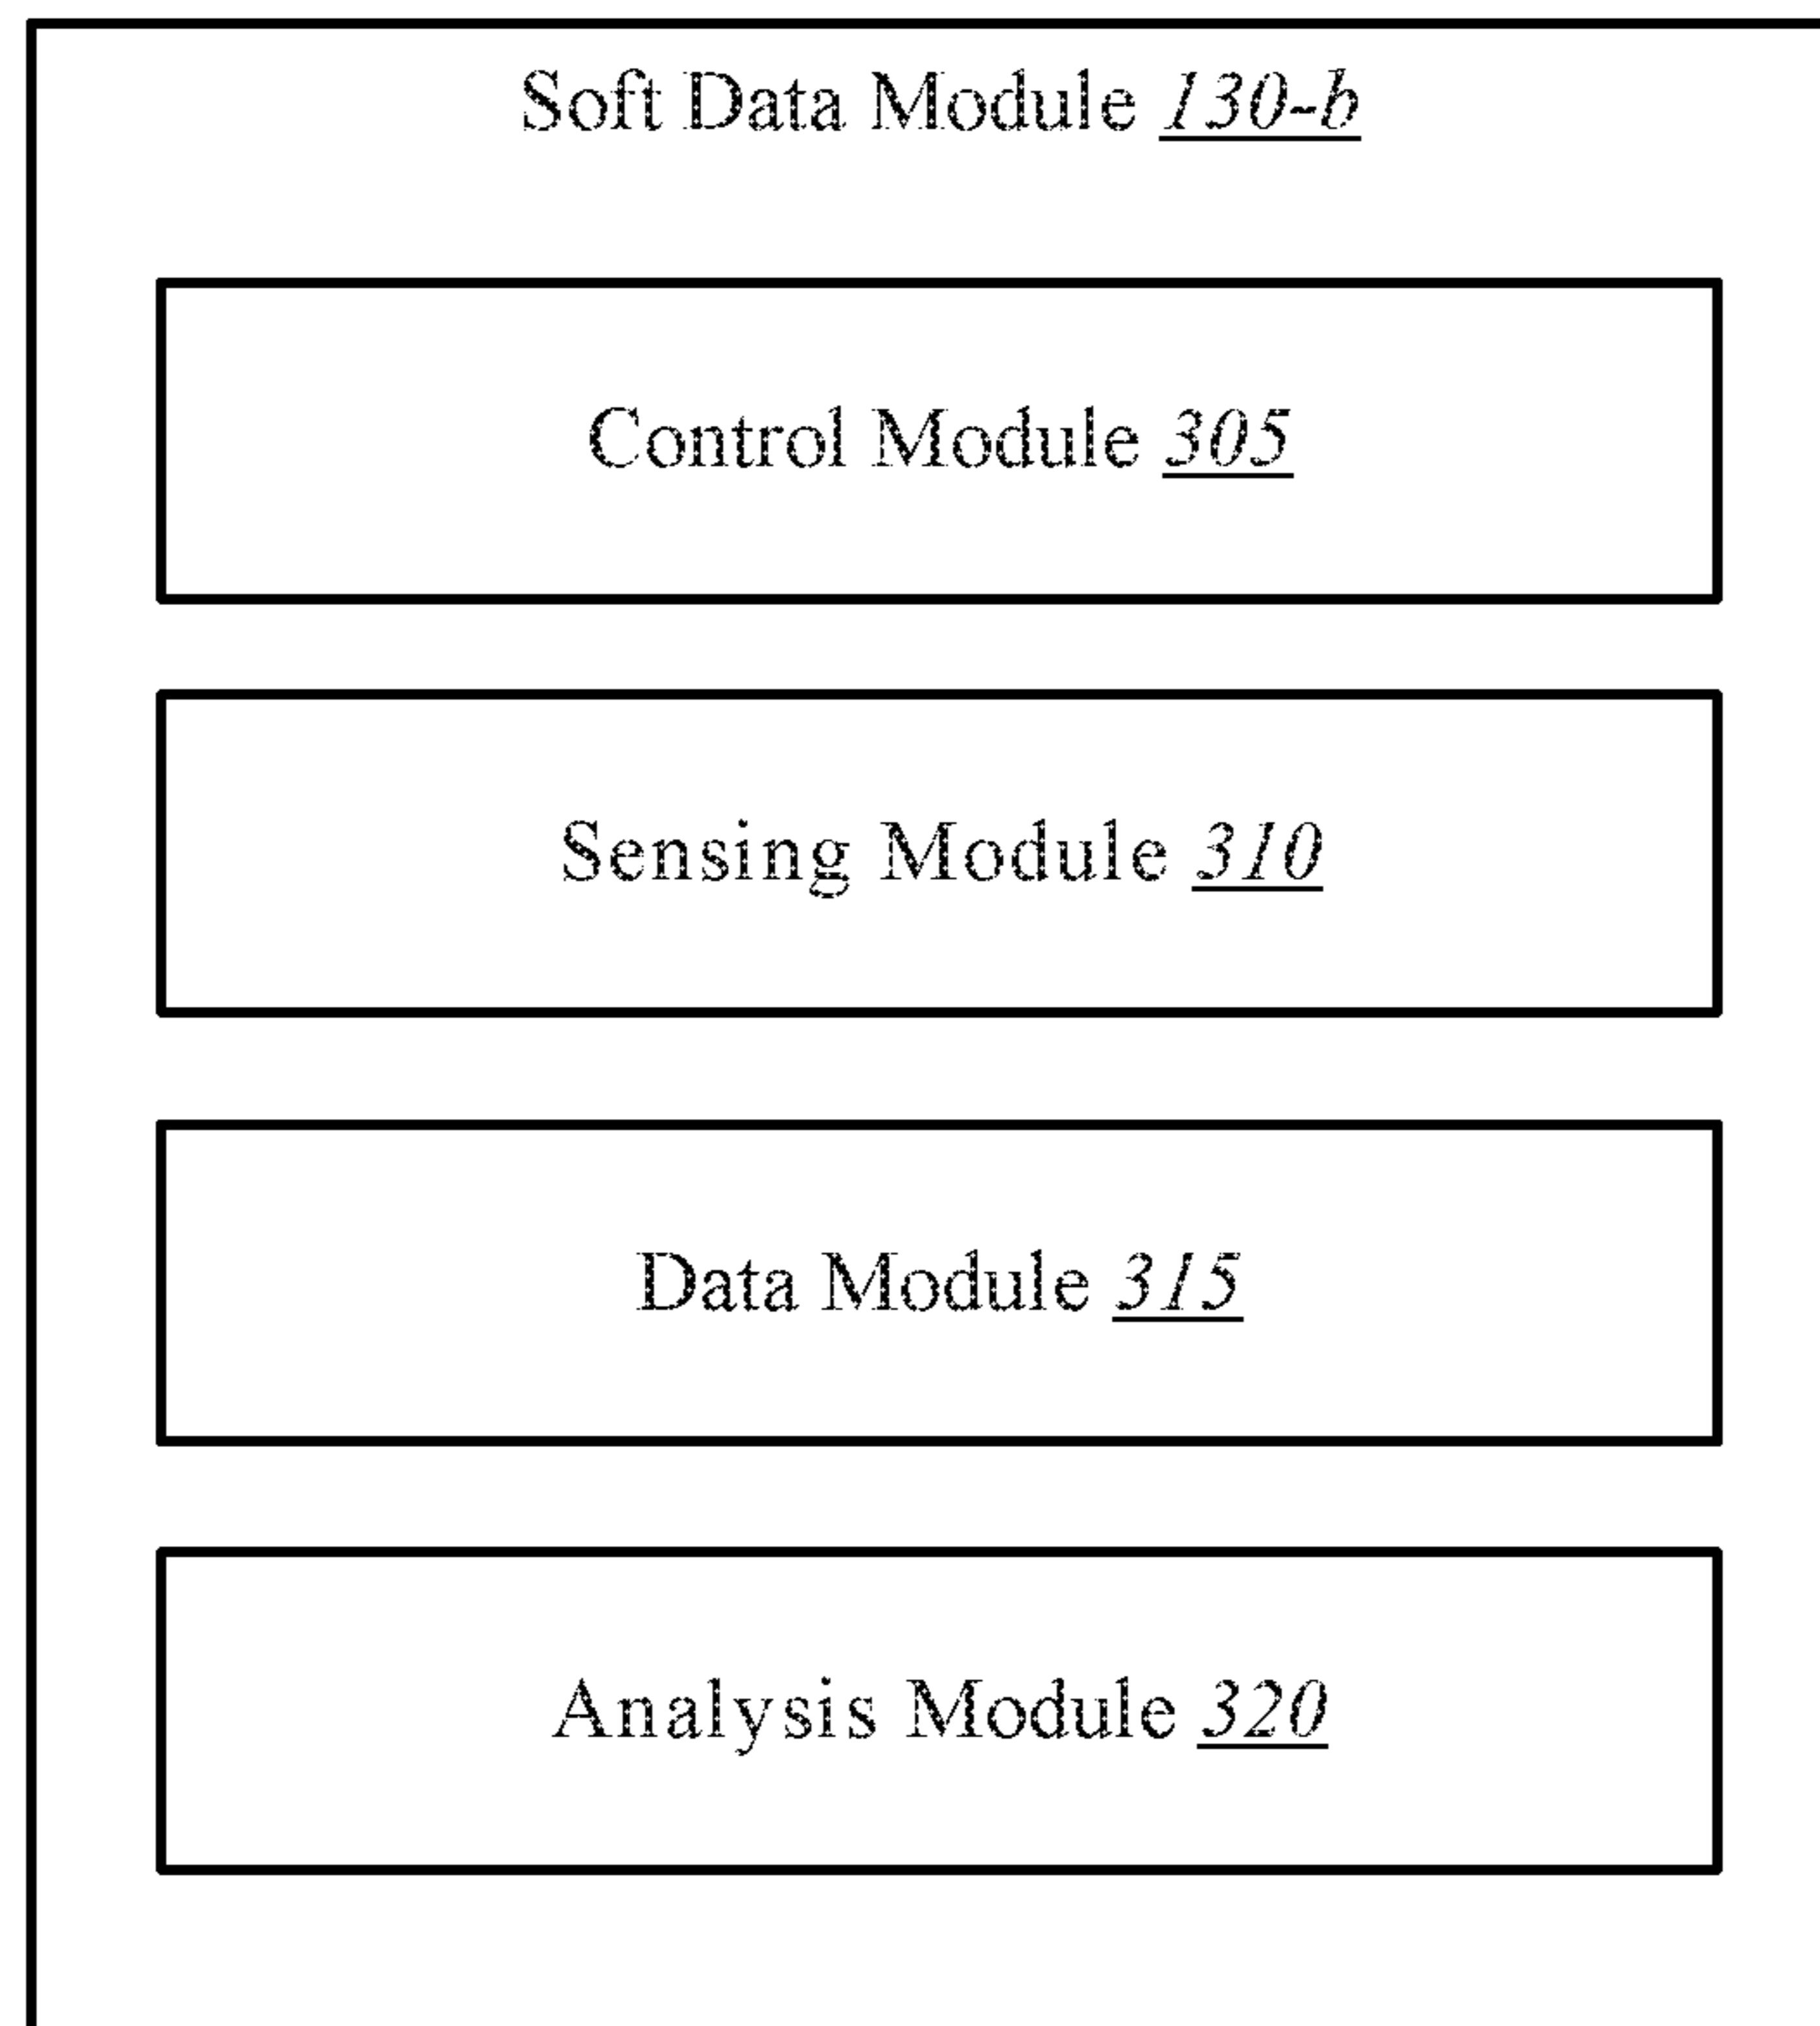 Soft Data Module 130-b
Control Module 305
Sensing Module 310
Data Module 315
Analysis Module 320